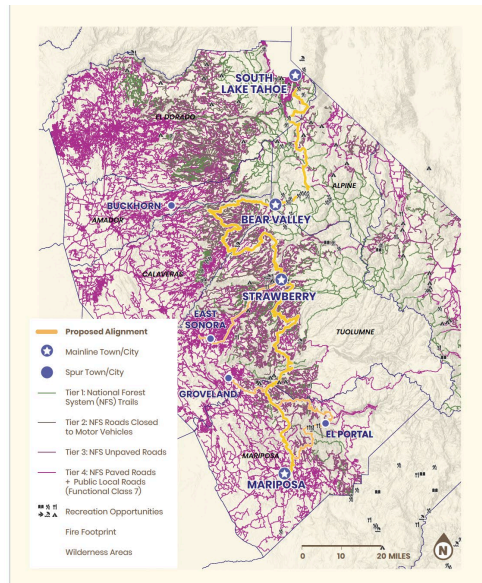 SOUTH
LAKE TAHOE
EL DORADO
ALPINE
BUCKHORN
BEAR VALLEY
AMADOR
CALAVERAS
STRAWBERRY
EAST
SONORA
TUOLUMNE
Proposed Alignment
Mainline Town/City
Spur Town/City
GROVELAND
Tier 1: National Forest
System (NFS) Trails
EL PORTAL
Tier 2: NFS Roads Closed
to Motor Vehicles
Tier 3: NFS Unpaved Roads
MARIPOSA
Tier 4: NFS Paved Roads
+ Public Local Roads
(Functional Class 7)
MARIPOSA
Recreation Opportunities
Fire Footprint
Wilderness Areas
0 10 20 MILES
N